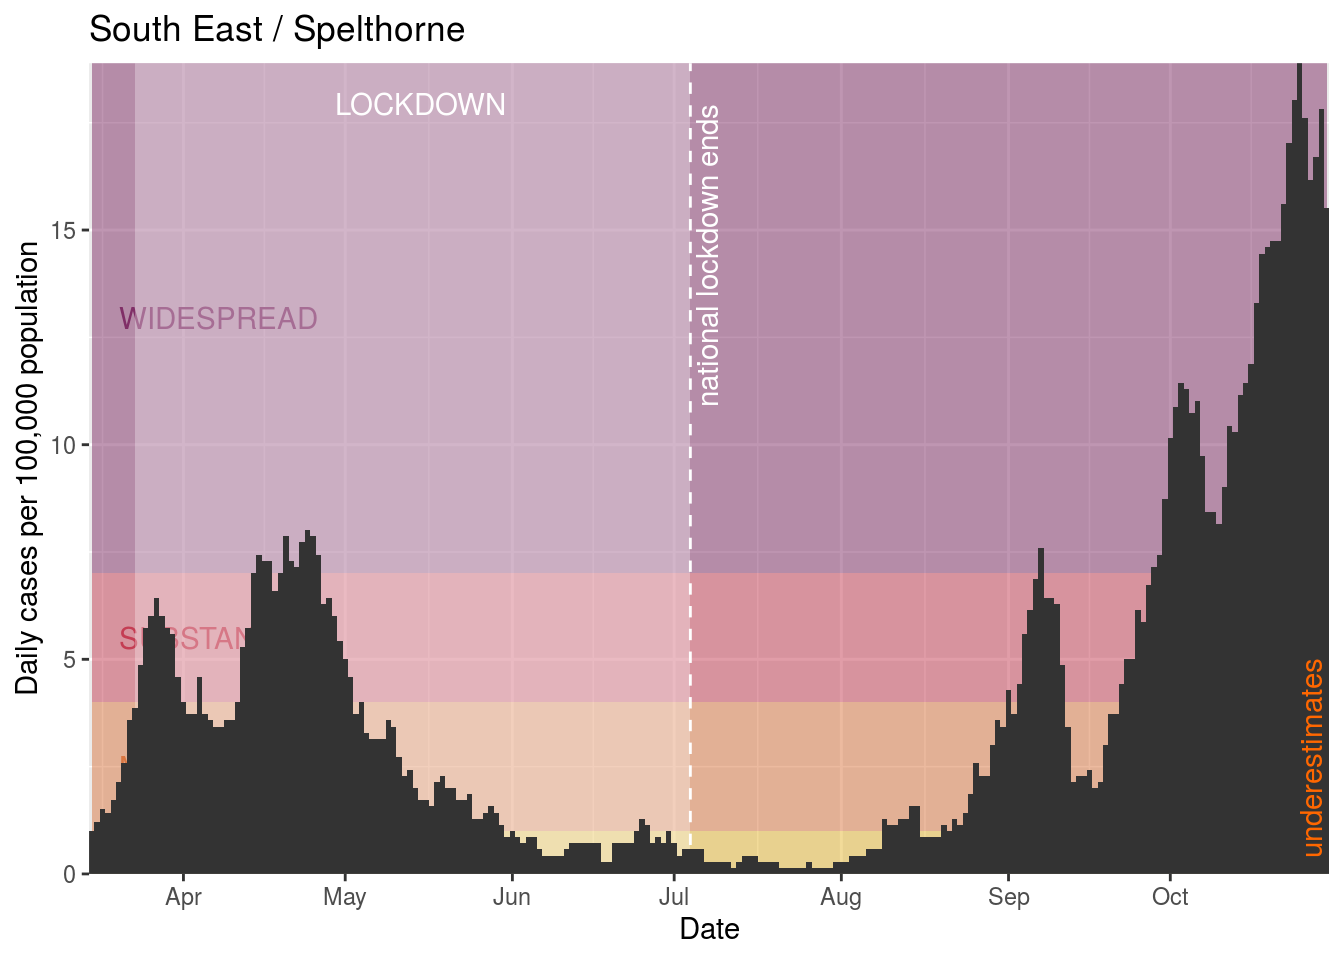 South East / Spelthorne
LOCKDOWN
national lockdown ends
WIDESPREAD
underestimates
Daily cases per 100,000 population
15
10
5
0
Apr
May
Jun
Jul
Aug
Sep
Oct
Date